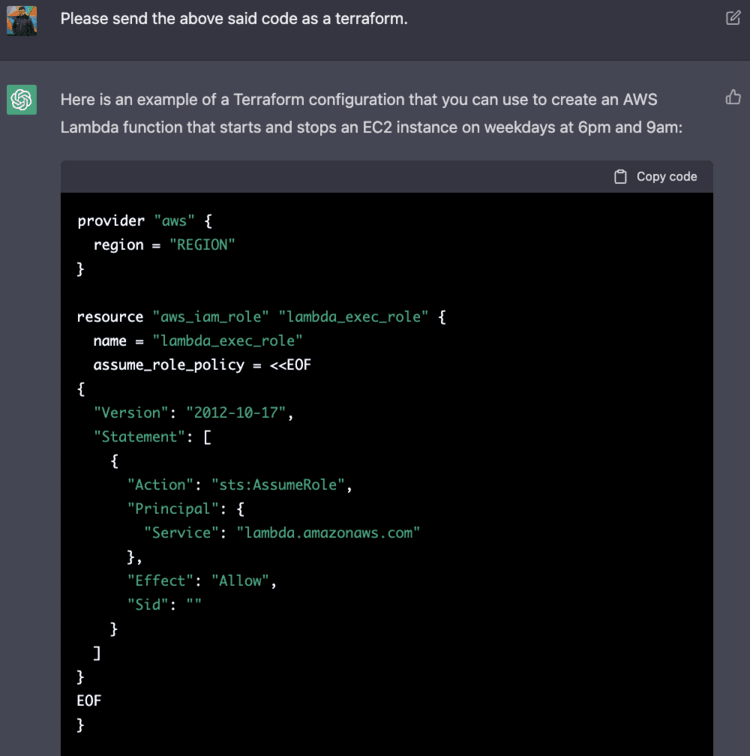 Please send the above said code as a terraform.
Here is an example of a Terraform configuration that you can use to create an AWS
Lambda function that starts and stops an EC2 instance on weekdays at 6pm and 9am:
Copy code
provider "aws" {
  region = "REGION"
}
resource "aws_iam_role" "lambda_exec_role" {
  name = "lambda_exec_role"
  assume_role_policy = <<EOF
{
  "Version": "2012-10-17",
  "Statement": [
    {
      "Action": "sts:AssumeRole",
      "Principal": {
        "Service": "lambda.amazonaws.com"
      },
      "Effect": "Allow",
      "Sid": ""
    }
  ]
}
EOF
}